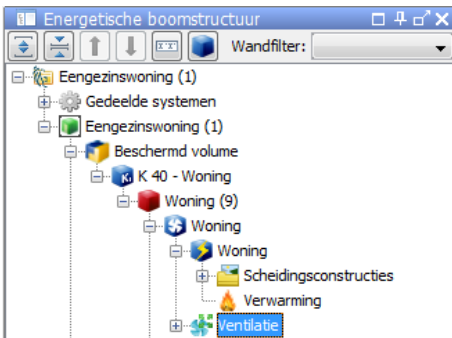 Energetische boomstructuur
Wandfilter:
Eengezinswoning (1)
Gedeelde systemen
Eengezinswoning (1)
Beschermd volume
K 40 - Woning
Woning (9)
Woning
Woning
Scheidingsconstructies
Verwarming
Ventilatie